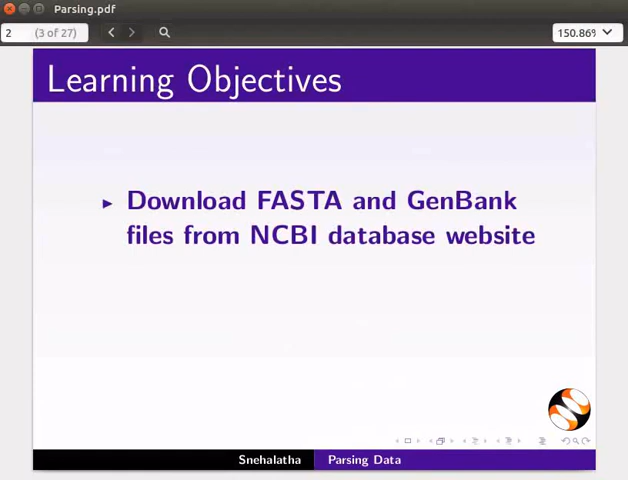 Parsing.pdf
2 (3 of 27) 150.86%
Learning Objectives
Download FASTA and GenBank
files from NCBI database website
Snehalatha Parsing Data